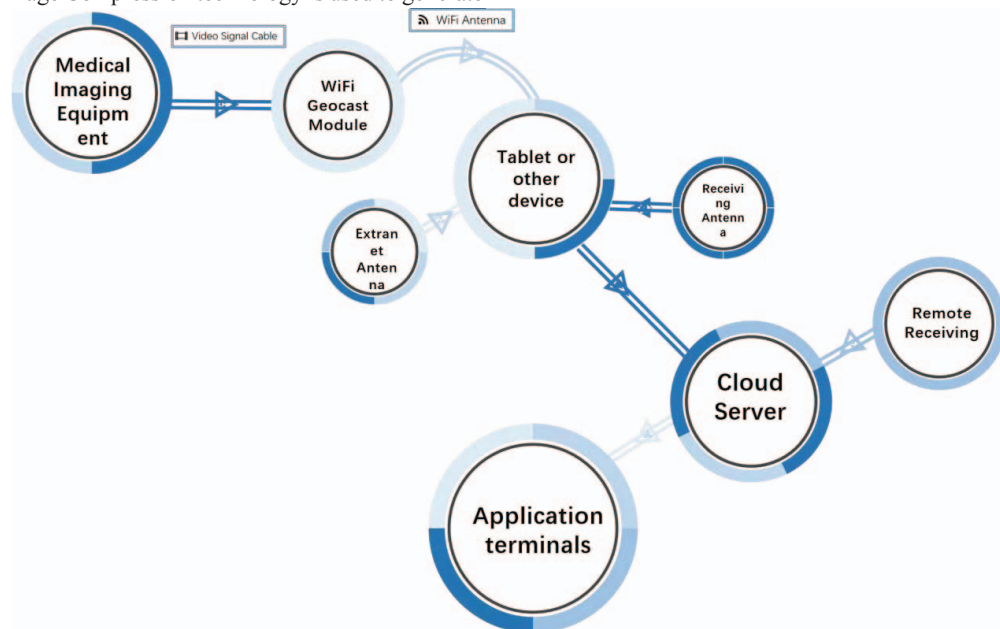 Video Signal Cable
WiFi Antenna
Medical
Imaging
Equipm
ent
WiFi
Geocast
Module
Tablet or
other
device
Receivi
ng
Antenn
a
Extran
et
Anten
na
Remote
Receiving
Cloud
Server
Application
terminals